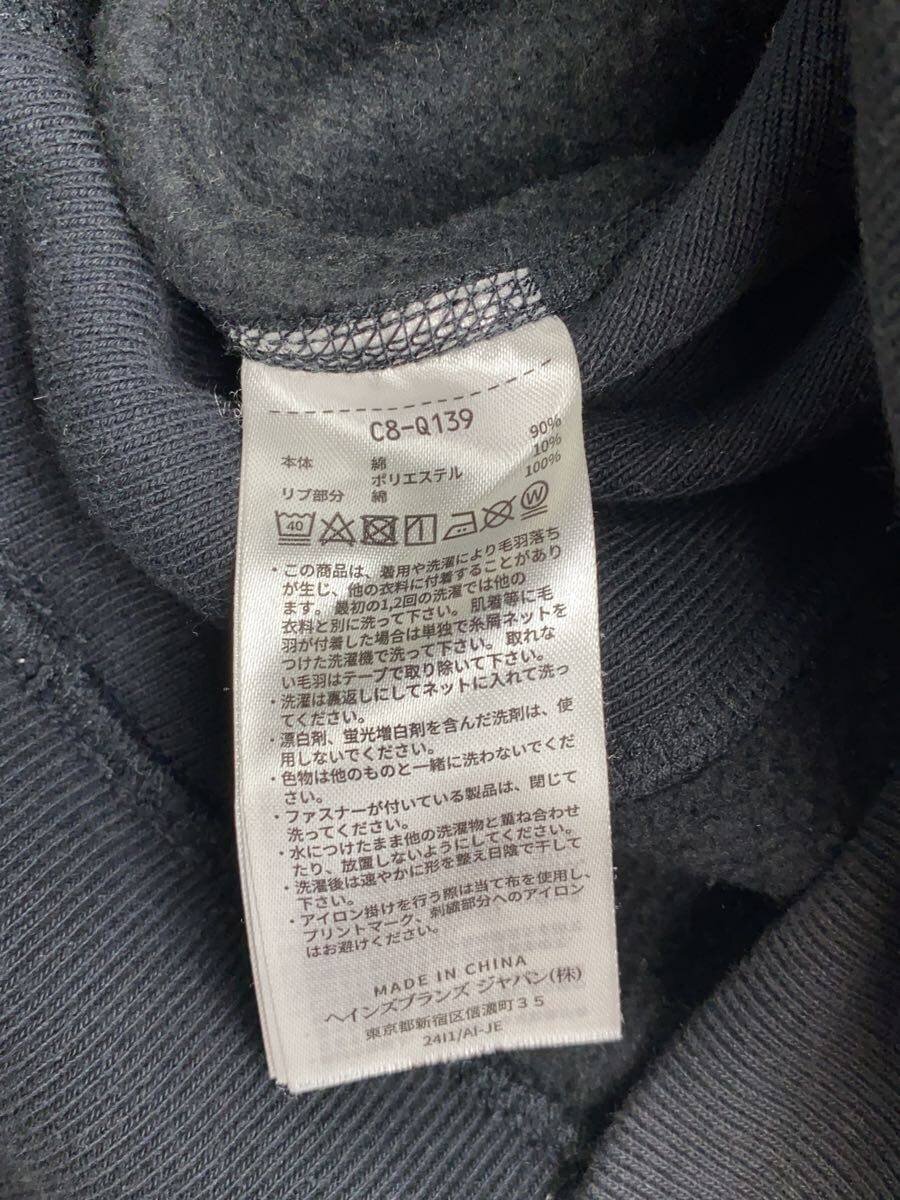 C8-Q139
本体 綿 90%
ポリエステル 10%
リブ部分 綿 100%
40 W
・この商品は、着用や洗濯により毛羽落ち
が生じ、他の衣料に付着することがあり
ます。最初の1,2回の洗濯では他の
衣料と別に洗って下さい。肌着等に毛
羽が付着した場合は単独で糸屑ネットを
つけた洗濯機で洗って下さい。取れな
い毛羽はテープで取り除いて下さい。
・洗濯は裏返しにしてネットに入れて洗っ
てください。
・漂白剤、蛍光増白剤を含んだ洗剤は、使
用しないでください。
・色物は他のものと一緒に洗わないでくだ
さい。
・ファスナーが付いている製品は、閉じて
洗ってください。
・水につけたまま他の洗濯物と重ね合わせ
たり、放置しないようにしてください。
・洗濯後は速やかに形を整え日陰で干して
下さい。
・アイロン掛けを行う際は当て布を使用し、
プリントマーク、刺繍部分へのアイロン
はお避けください。
MADE IN CHINA
ヘインズブランズ ジャパン(株)
東京都新宿区信濃町35
24I1/AI-JE